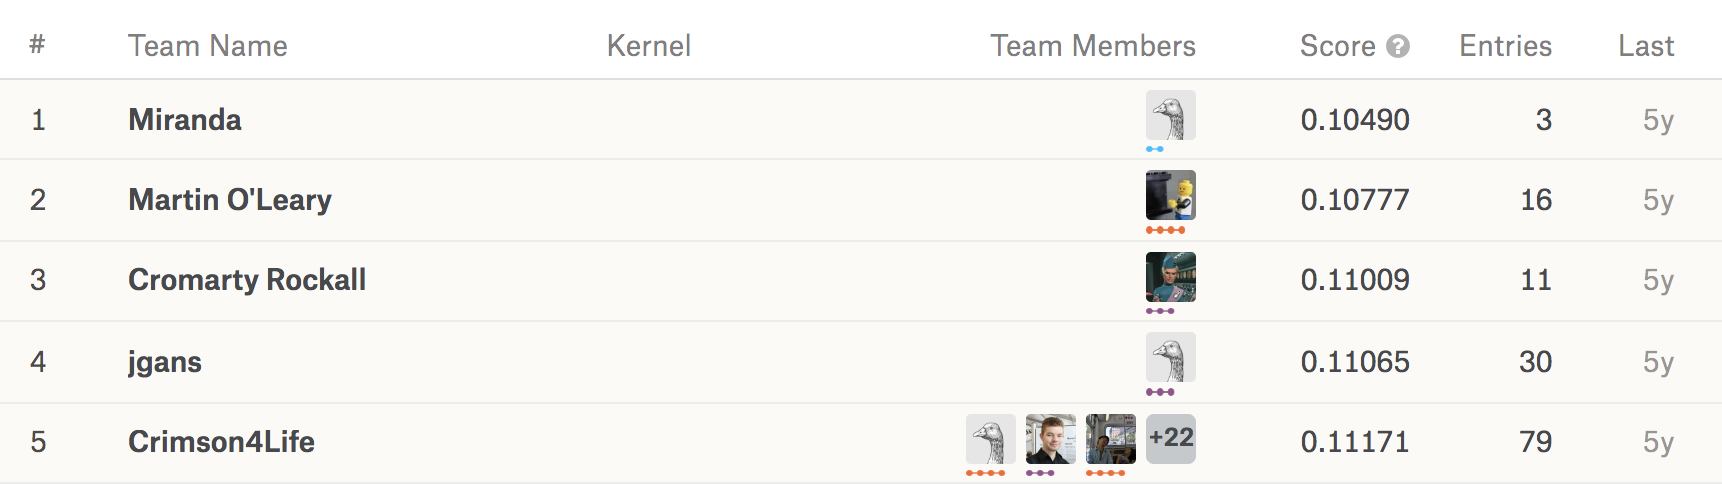 # Team Name Kernel Team Members Score ? Entries Last
1 Miranda 0.10490 3 5y
2 Martin O'Leary 0.10777 16 5y
3 Cromarty Rockall 0.11009 11 5y
4 jgans 0.11065 30 5y
5 Crimson4Life +22 0.11171 79 5y